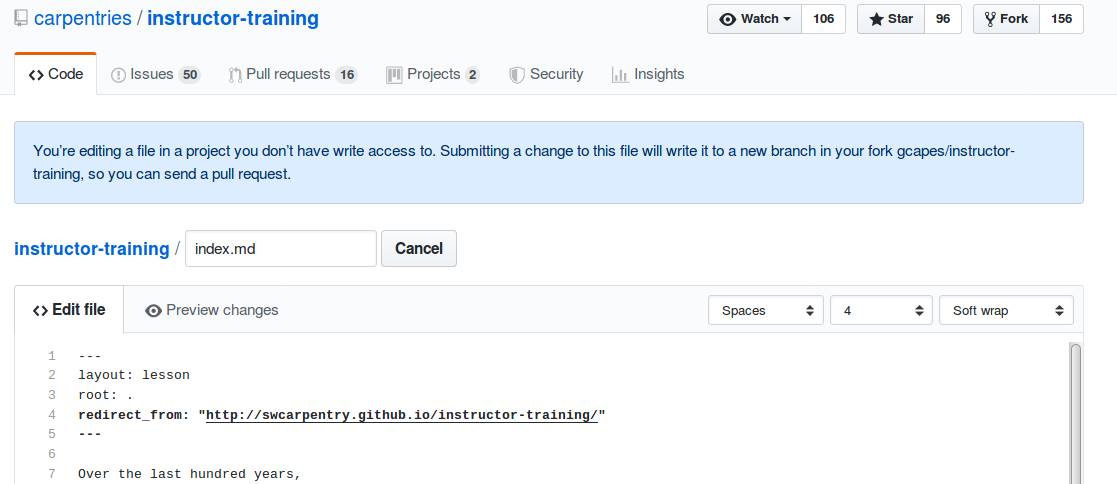 carpentries / instructor-training
Watch 106 Star 96 Fork 156
Code Issues 50 Pull requests 16 Projects 2 Security Insights
You’re editing a file in a project you don’t have write access to. Submitting a change to this file will write it to a new branch in your fork gcapes/instructor-
training, so you can send a pull request.
instructor-training / index.md Cancel
Edit file Preview changes Spaces 4 Soft wrap
1 ---
2 layout: lesson
3 root: .
4 redirect_from: "http://swcarpentry.github.io/instructor-training/"
5 ---
6
7 Over the last hundred years,